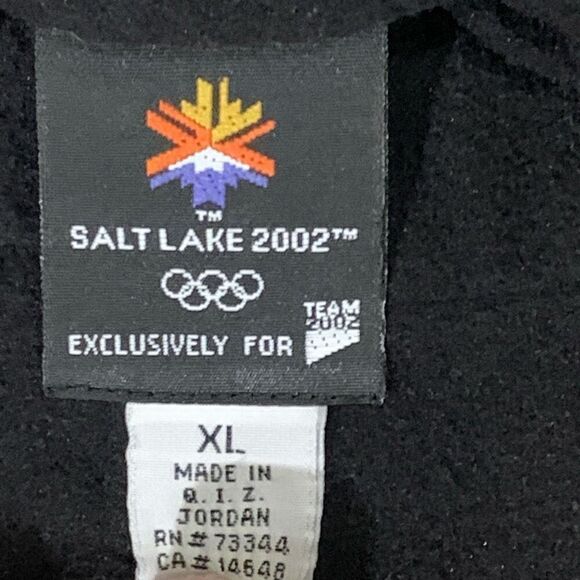 TM
SALT LAKE 2002™
EXCLUSIVELY FOR TEAM 2002
XL
MADE IN
Q.I.Z.
JORDAN
RN # 73344
CA # 14648